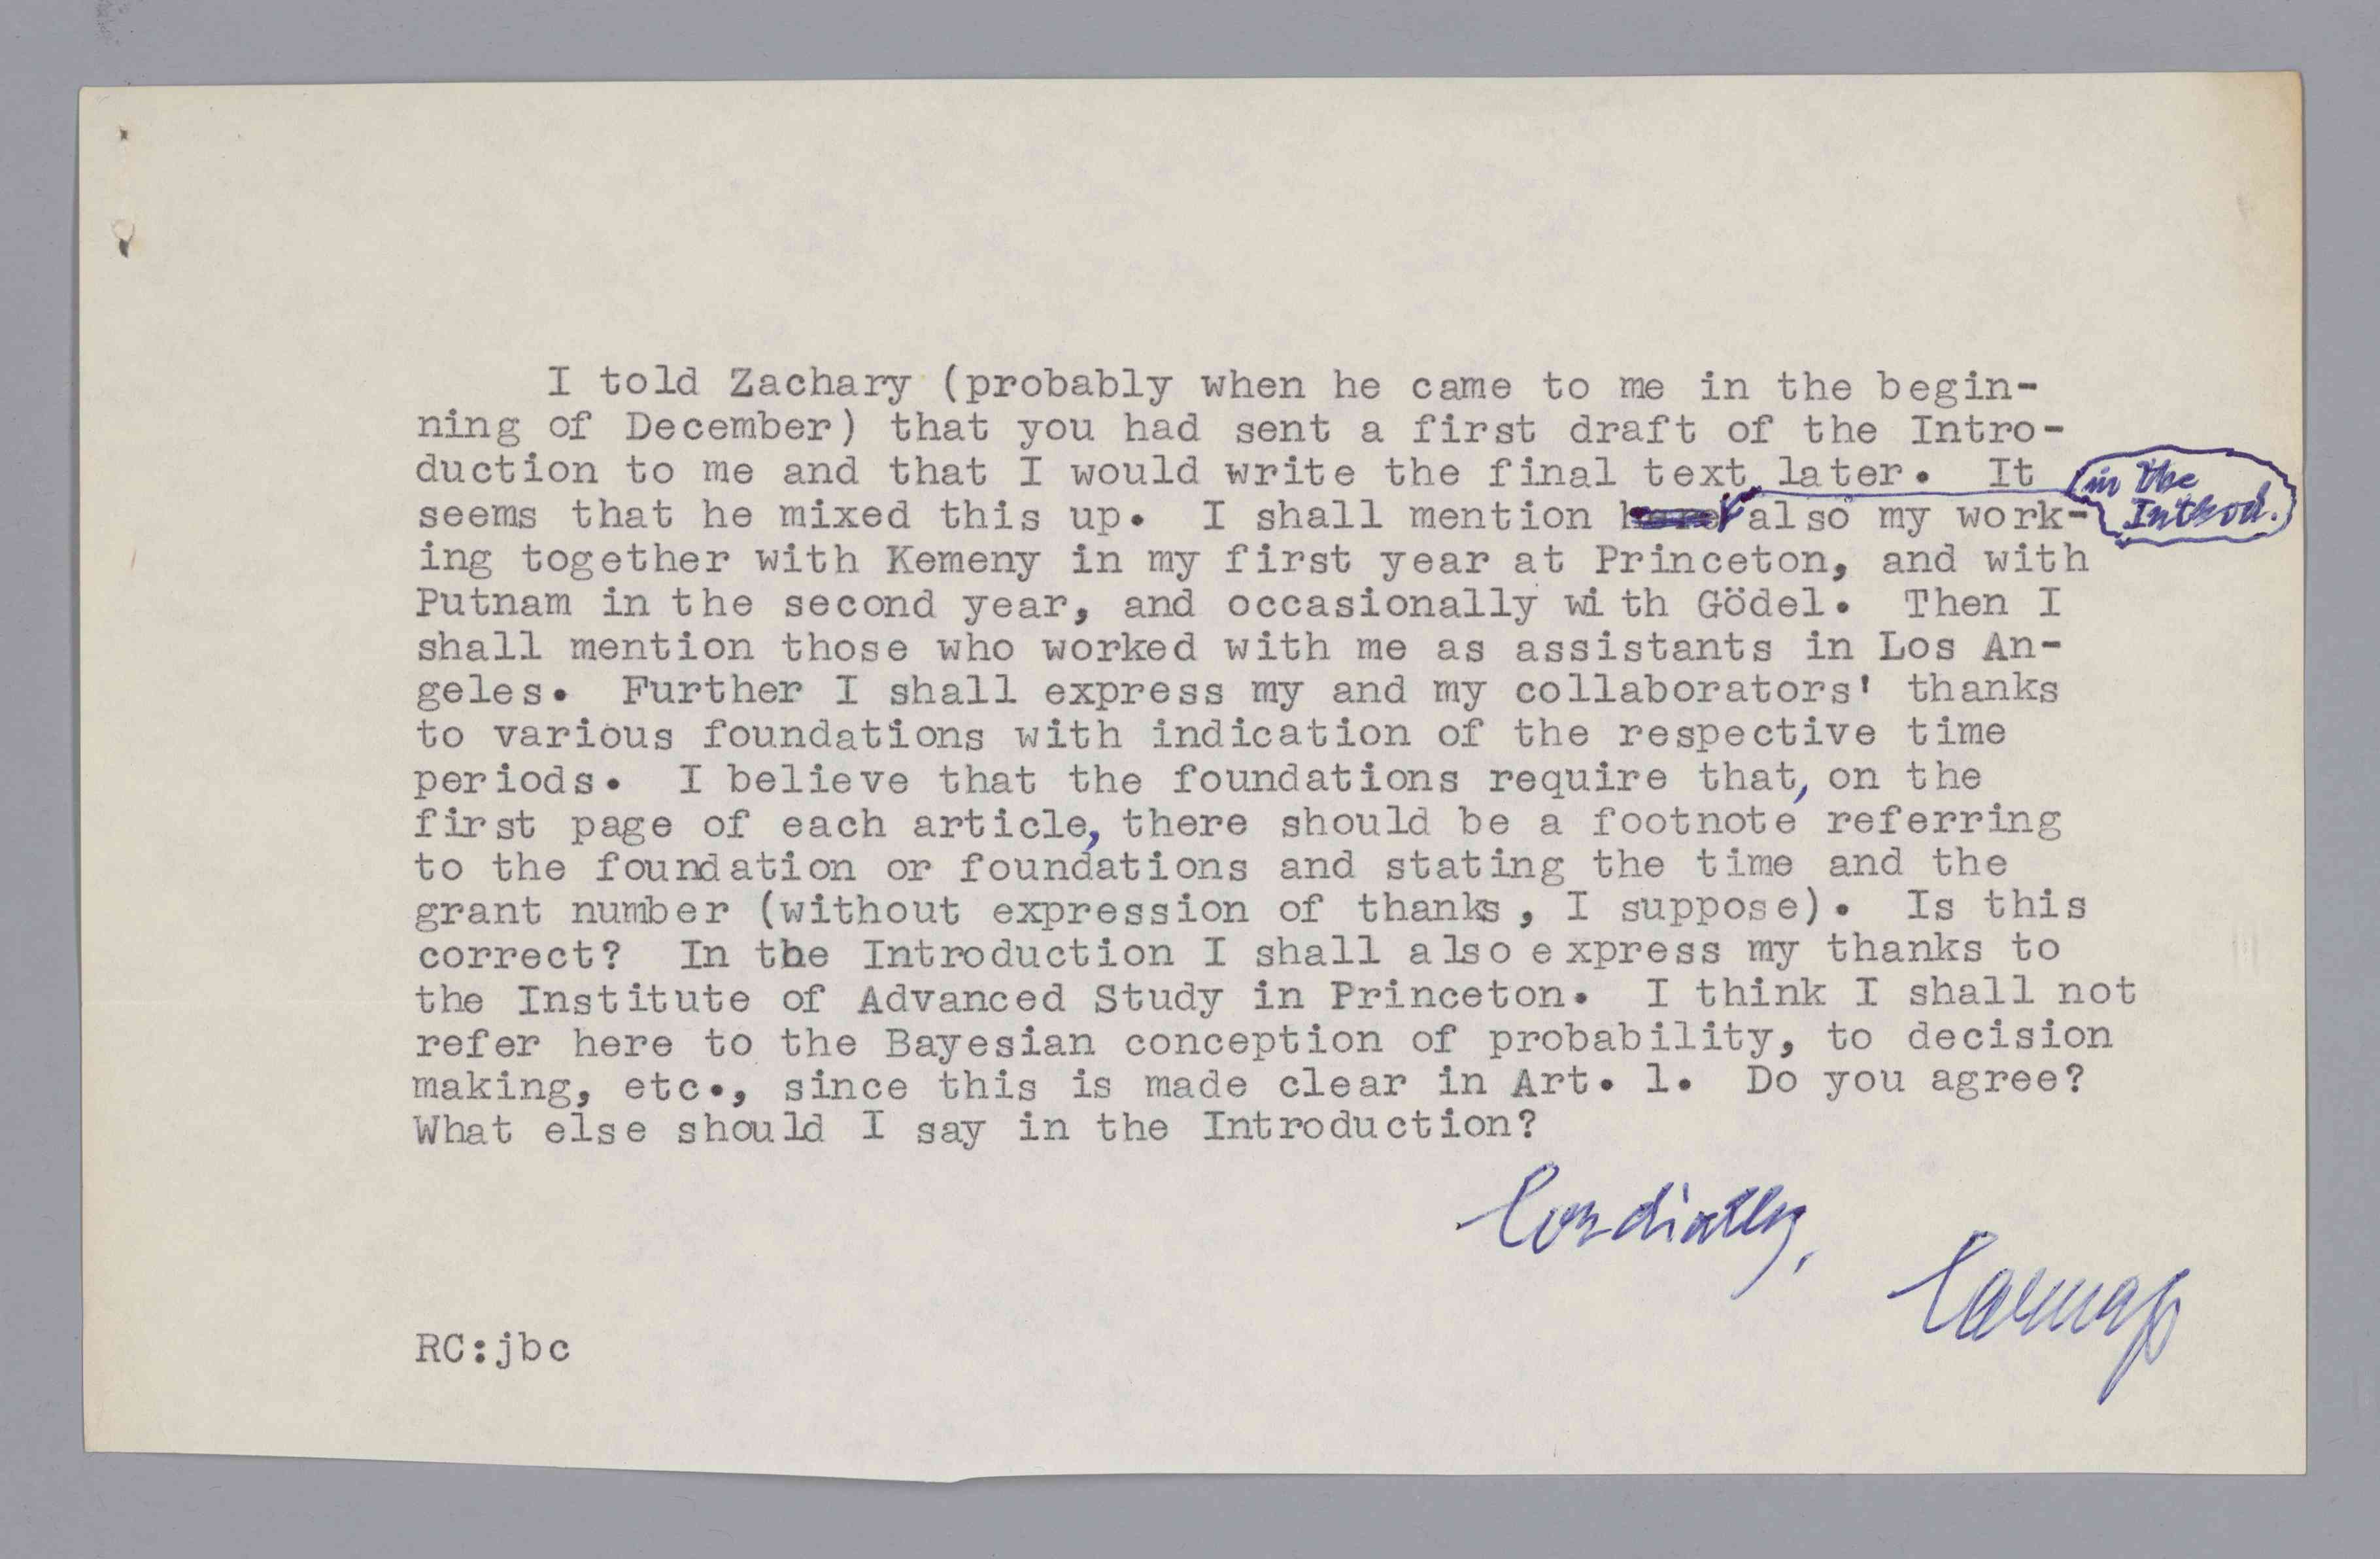 I told Zachary (probably when he came to me in the begin-
ning of December) that you had sent a first draft of the Intro-
duction to me and that I would write the final text later. It
in the
Introd.
seems that he mixed this up. I shall mention here also my work-
ing together with Kemeny in my first year at Princeton, and with
Putnam in the second year, and occasionally with Gödel. Then I
shall mention those who worked with me as assistants in Los An-
geles. Further I shall express my and my collaborators' thanks
to various foundations with indication of the respective time
periods. I believe that the foundations require that, on the
first page of each article, there should be a footnote referring
to the foundation or foundations and stating the time and the
grant number (without expression of thanks, I suppose). Is this
correct? In the Introduction I shall also express my thanks to
the Institute of Advanced Study in Princeton. I think I shall not
refer here to the Bayesian conception of probability, to decision
making, etc., since this is made clear in Art. 1. Do you agree?
What else should I say in the Introduction?
Cordially,
Carnap
RC:jbc